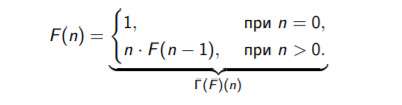 F(n) = { 1, при n = 0,
n · F(n − 1), при n > 0.
Γ(F)(n)